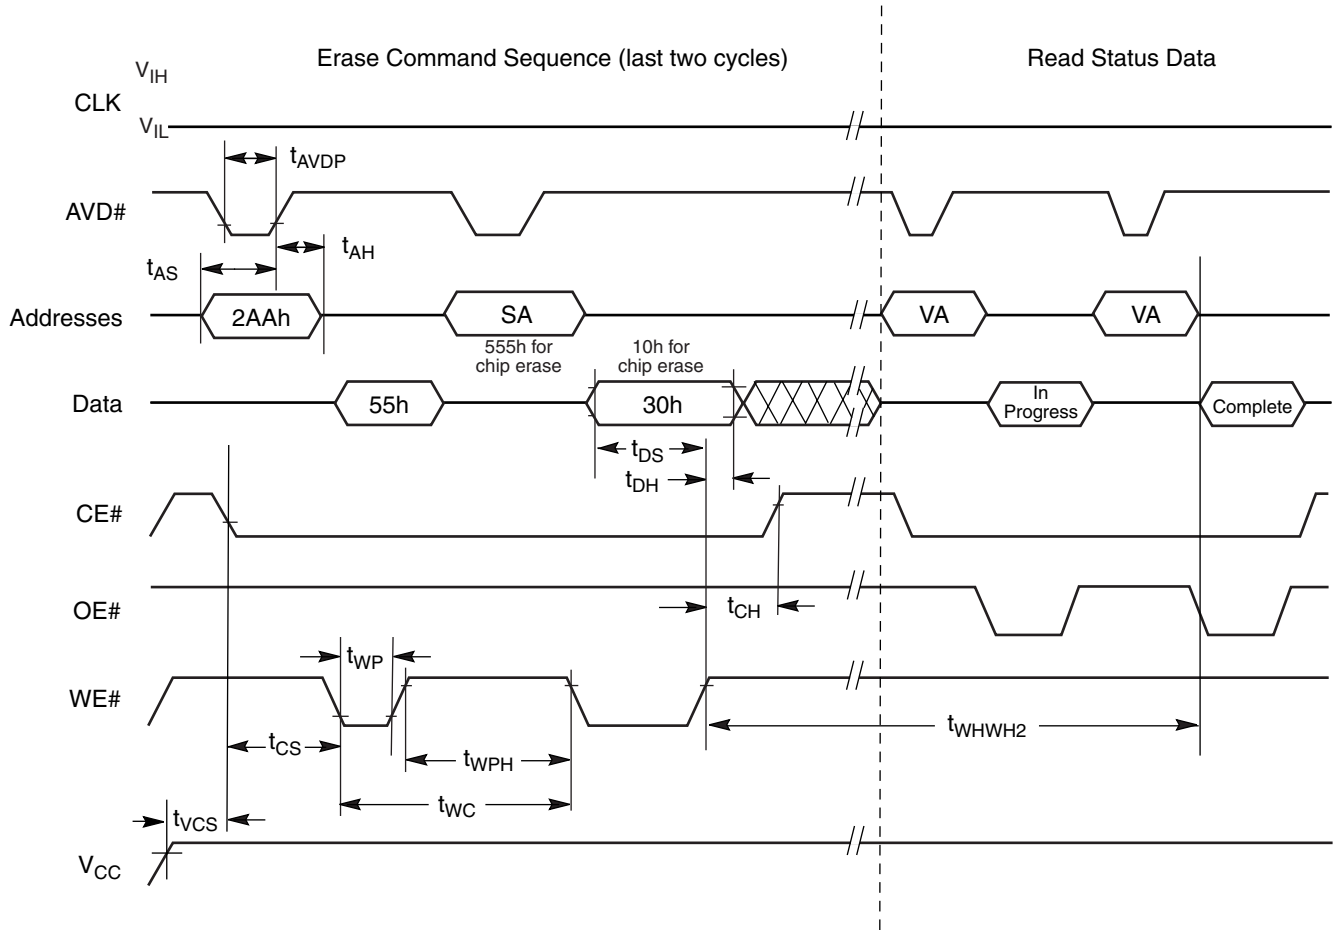 Erase Command Sequence (last two cycles)
Read Status Data
VIH
CLK
VIL
tAVDP
AVD#
tAH
tAS
Addresses
2AAh
SA
VA
VA
555h for
chip erase
10h for
chip erase
Data
55h
30h
In
Progress
Complete
tDS
tDH
CE#
OE#
tCH
tWP
WE#
tCS
tWPH
tWHWH2
tWC
tVCS
VCC